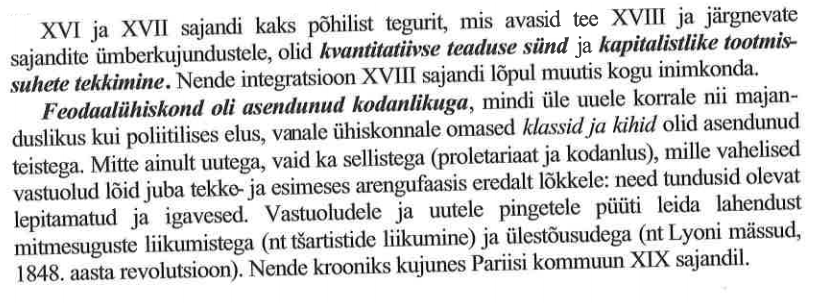 XVI ja XVII sajandi kaks põhilist tegurit, mis avasid tee XVIII ja järgnevate
sajandite ümberkujundustele, olid kvantitatiivse teaduse sünd ja kapitalistlike tootmis-
suhete tekkimine. Nende integratsioon XVIII sajandi lõpul muutis kogu inimkonda.
Feodaalühiskond oli asendunud kodanlikuga, mindi üle uuele korrale nii majan-
duslikus kui poliitilises elus, vanale ühiskonnale omased klassid ja kihid olid asendunud
teistega. Mitte ainult uutega, vaid ka sellistega (proletariaat ja kodanlus), mille vahelised
vastuolud lõid juba tekke- ja esimeses arengufaasis eredalt lõkkele: need tundusid olevat
lepitamatud ja igavesed. Vastuoludele ja uutele pingetele püüti leida lahendust
mitmesuguste liikumistega (nt tšartistide liikumine) ja ülestõusudega (nt Lyoni mässud,
1848. aasta revolutsioon). Nende krooniks kujunes Pariisi kommuun XIX sajandil.